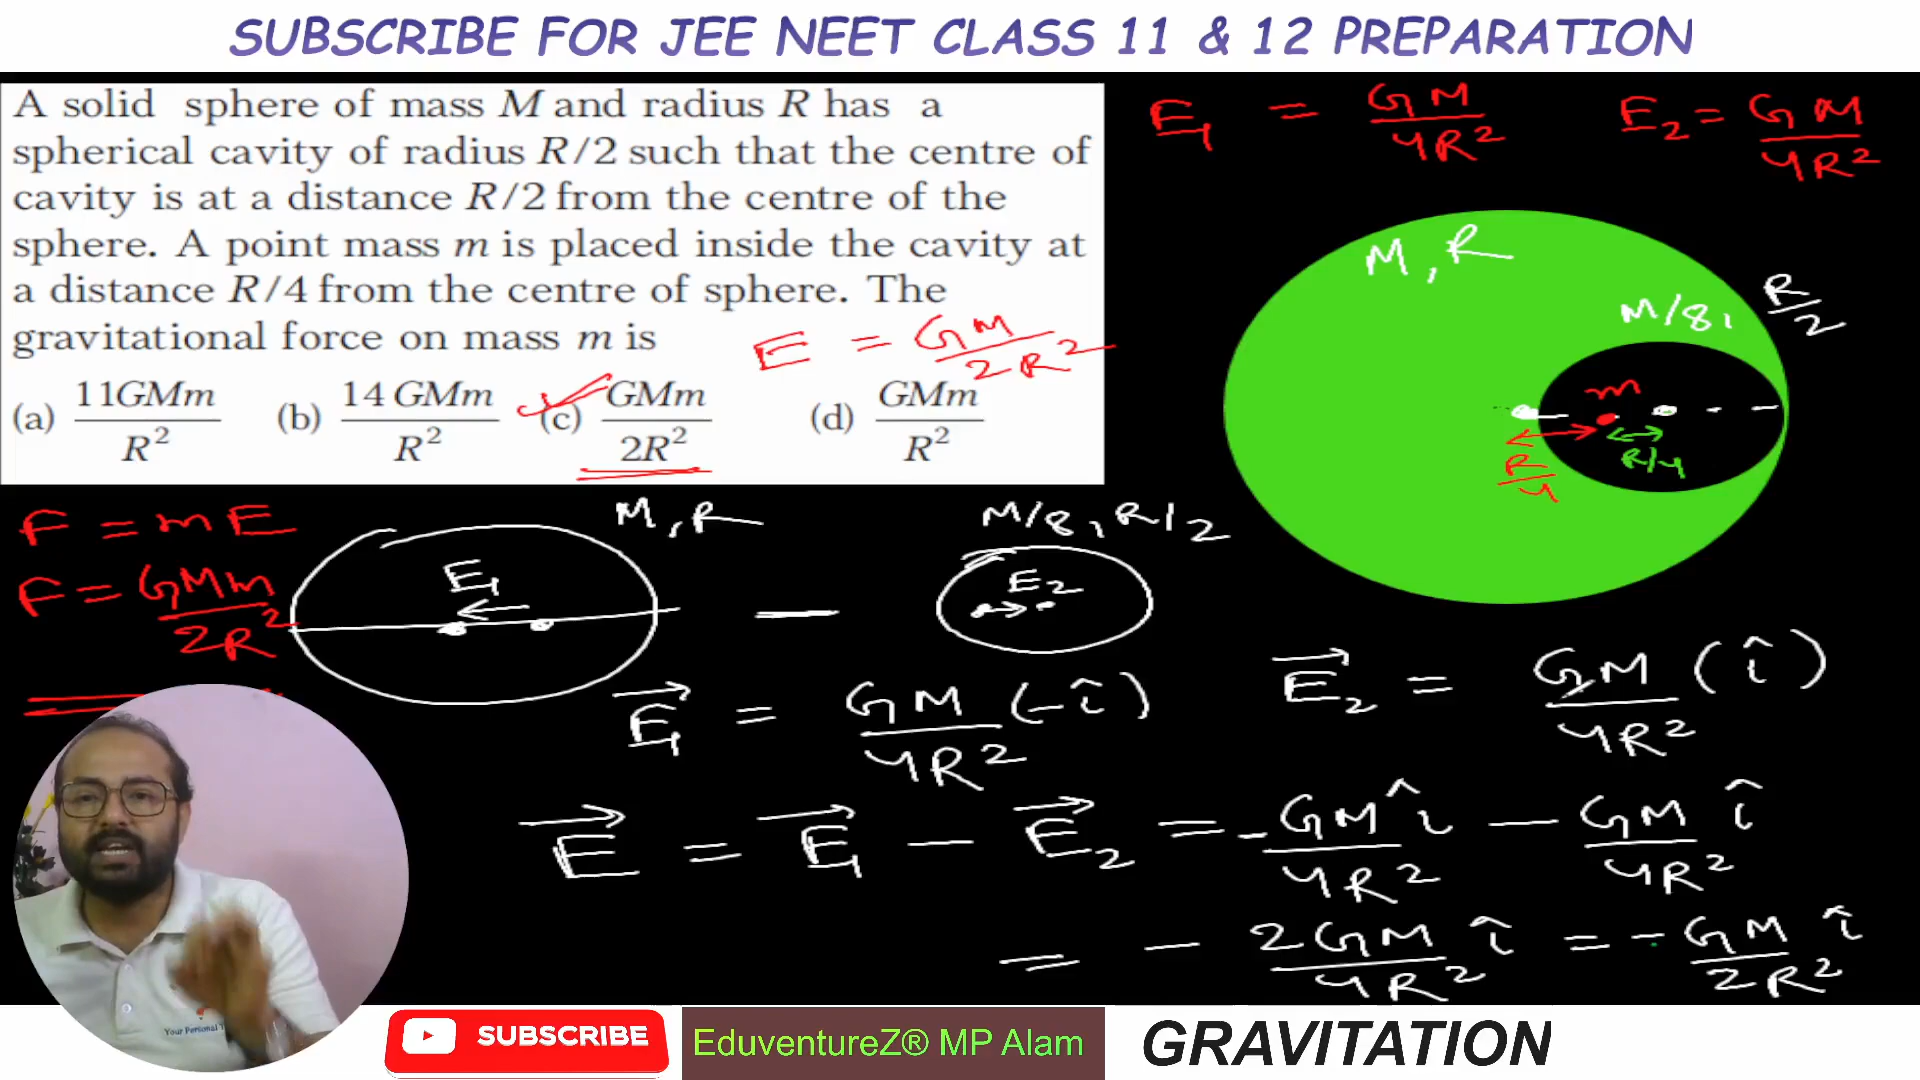 SUBSCRIBE FOR JEE NEET CLASS 11 & 12 PREPARATION
A solid sphere of mass M and radius R has a
spherical cavity of radius R/2 such that the centre of
cavity is at a distance R/2 from the centre of the
sphere. A point mass m is placed inside the cavity at
a distance R/4 from the centre of sphere. The
gravitational force on mass m is
E = GM/2R²
(a) 11GMm/R² (b) 14 GMm/R² (c) GMm/2R² (d) GMm/R²
E₁ = GM/4R² E₂ = GM/4R²
M, R
M/8, R/2
m
R/4 R/4
F = mE
F = GMm/2R²
M, R
E₁
M/8, R/2
E₂
E₁ = GM/4R² (-î) E₂ = GM/4R² (î)
E = E₁ - E₂ = -GM/4R² î - GM/4R² î
= - 2GM/4R² î = - GM/2R² î
Your Personal T
SUBSCRIBE
EduventureZ® MP Alam
GRAVITATION